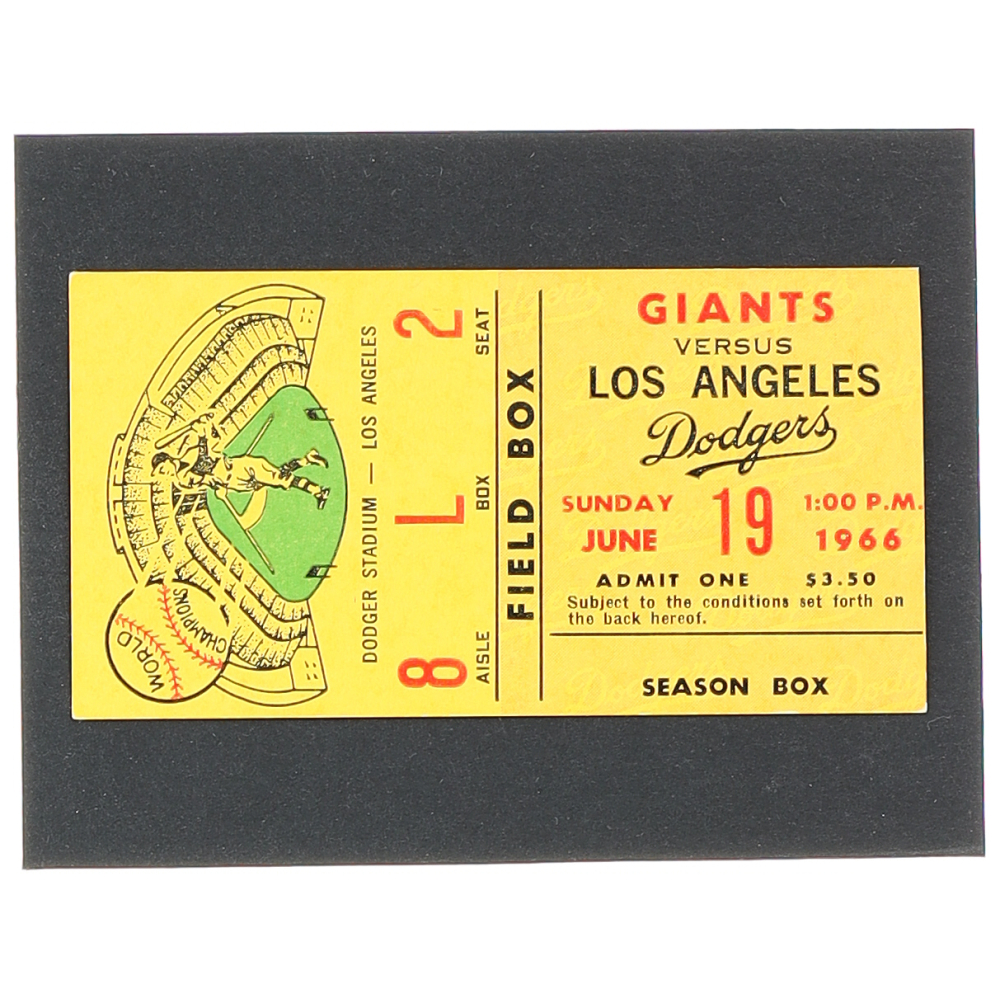 WORLD
CHAMPIONS
DODGER STADIUM — LOS ANGELES
8 L 2
AISLE BOX SEAT
FIELD BOX
GIANTS
VERSUS
LOS ANGELES
Dodgers
SUNDAY 19 1:00 P.M.
JUNE 1966
ADMIT ONE $3.50
Subject to the conditions set forth on
the back hereof.
SEASON BOX